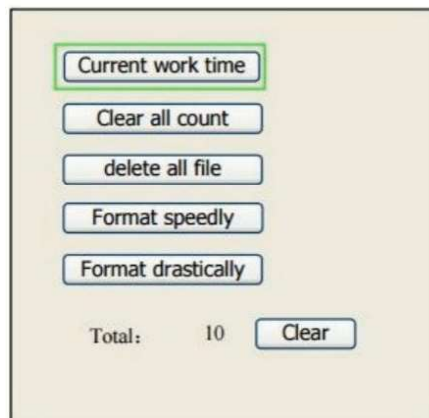 Current work time
Clear all count
delete all file
Format speedly
Format drastically
Total: 10 Clear